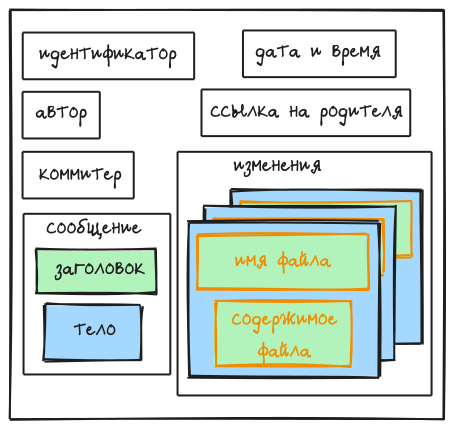 идентификатор
дата и время
автор
ссылка на родителя
коммитер
изменения
сообщение
заголовок
тело
имя файла
содержимое
файла